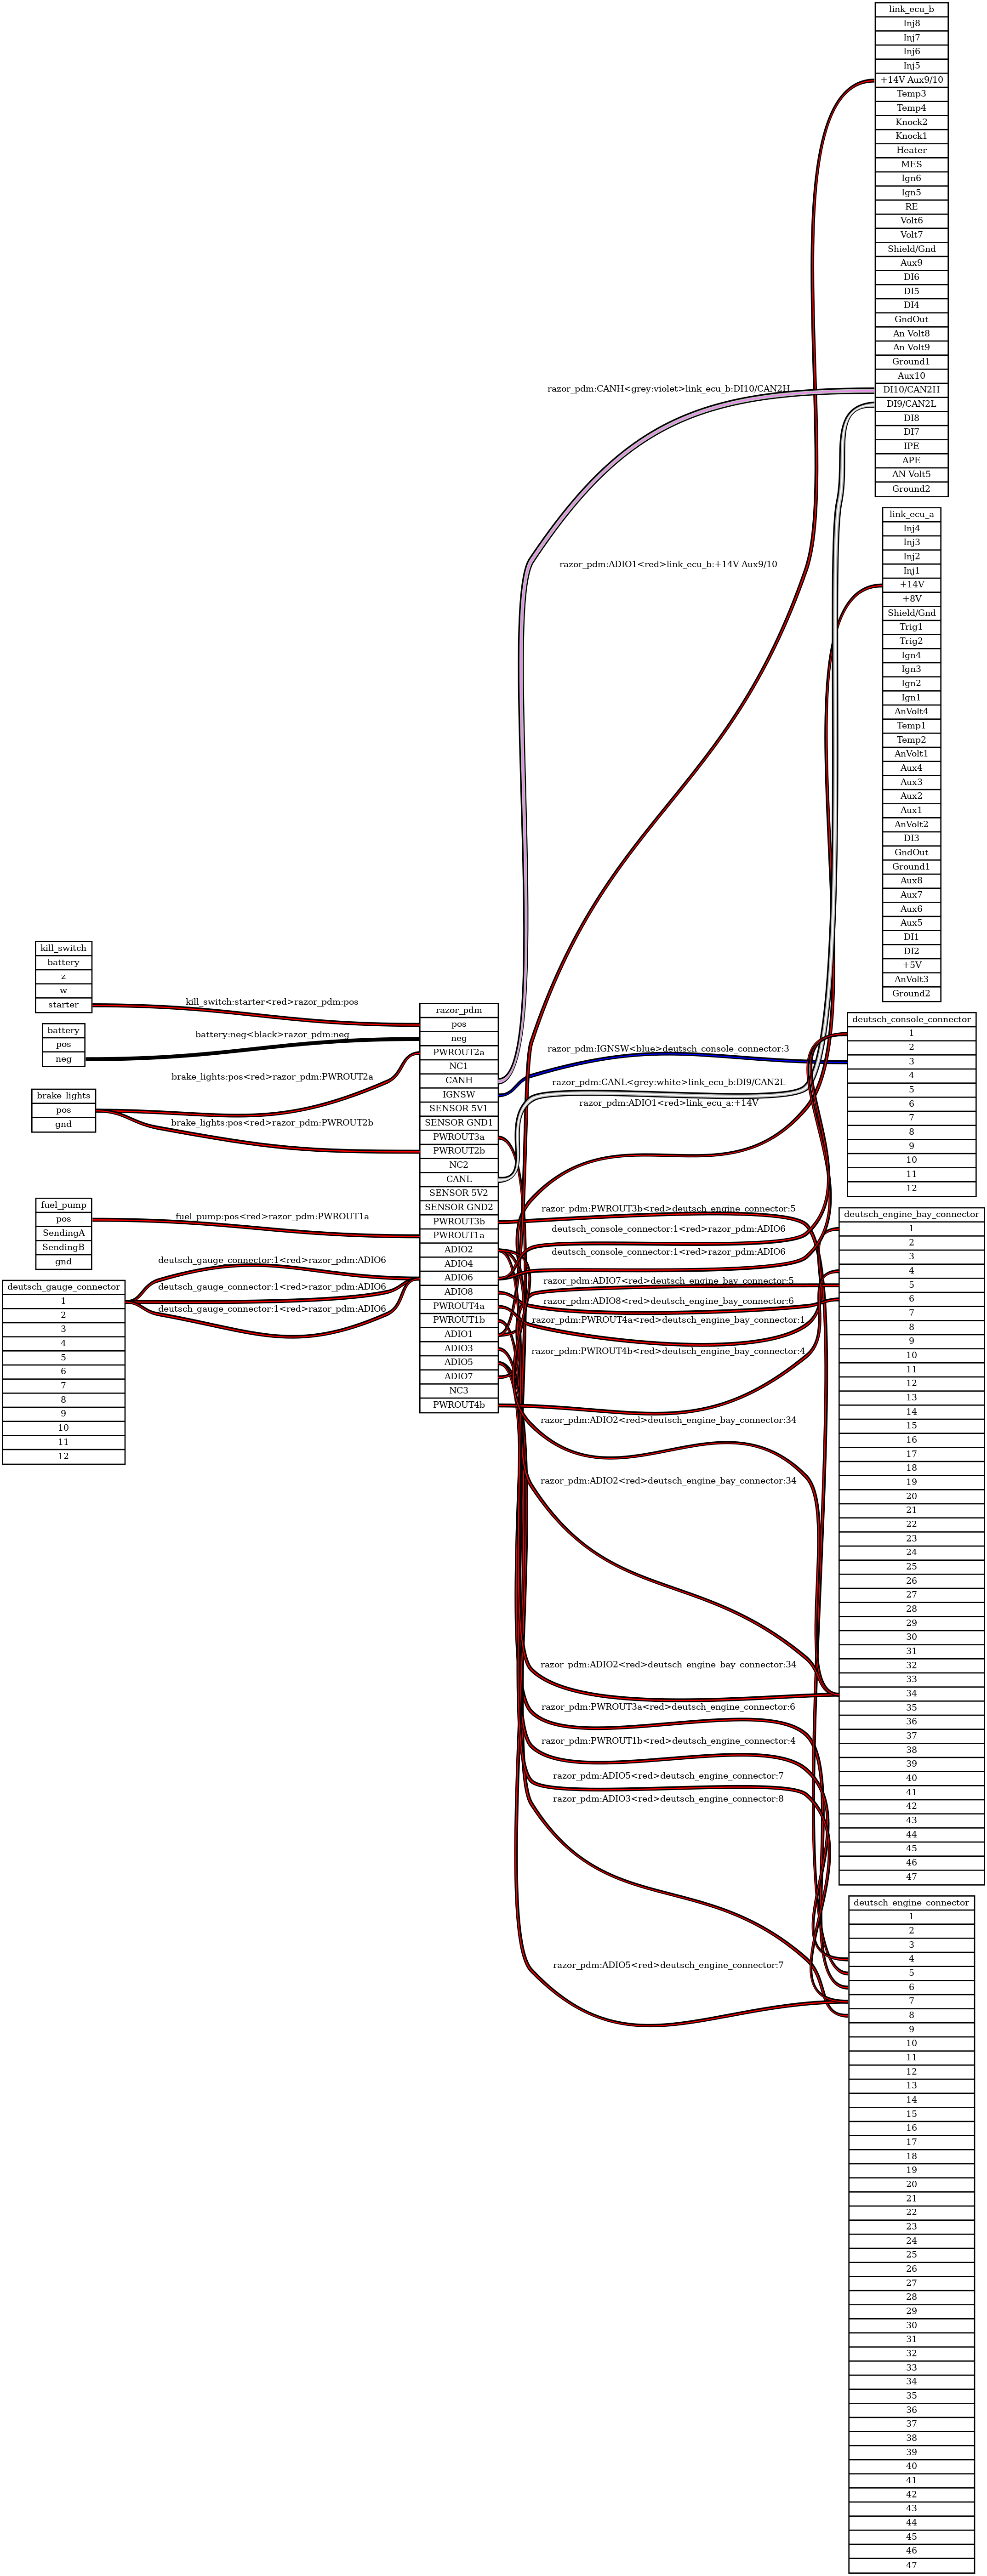 link_ecu_b
Inj8
Inj7
Inj6
Inj5
+14V Aux9/10
Temp3
Temp4
Knock2
Knock1
Heater
MES
Ign6
Ign5
RE
Volt6
Volt7
Shield/Gnd
Aux9
DI6
DI5
DI4
GndOut
An Volt8
An Volt9
Ground1
Aux10
DI10/CAN2H
DI9/CAN2L
DI8
DI7
IPE
APE
AN Volt5
Ground2
link_ecu_a
Inj4
Inj3
Inj2
Inj1
+14V
+8V
Shield/Gnd
Trig1
Trig2
Ign4
Ign3
Ign2
Ign1
AnVolt4
Temp1
Temp2
AnVolt1
Aux4
Aux3
Aux2
Aux1
AnVolt2
DI3
GndOut
Ground1
Aux8
Aux7
Aux6
Aux5
DI1
DI2
+5V
AnVolt3
Ground2
kill_switch
battery
z
w
starter
battery
pos
neg
brake_lights
pos
gnd
fuel_pump
pos
SendingA
SendingB
gnd
deutsch_gauge_connector
1
2
3
4
5
6
7
8
9
10
11
12
kill_switch:starter<red>razor_pdm:pos
battery:neg<black>razor_pdm:neg
brake_lights:pos<red>razor_pdm:PWROUT2a
brake_lights:pos<red>razor_pdm:PWROUT2b
fuel_pump:pos<red>razor_pdm:PWROUT1a
deutsch_gauge_connector:1<red>razor_pdm:ADIO6
deutsch_gauge_connector:1<red>razor_pdm:ADIO6
deutsch_gauge_connector:1<red>razor_pdm:ADIO6
razor_pdm
pos
neg
PWROUT2a
NC1
CANH
IGNSW
SENSOR 5V1
SENSOR GND1
PWROUT3a
PWROUT2b
NC2
CANL
SENSOR 5V2
SENSOR GND2
PWROUT3b
PWROUT1a
ADIO2
ADIO4
ADIO6
ADIO8
PWROUT4a
PWROUT1b
ADIO1
ADIO3
ADIO5
ADIO7
NC3
PWROUT4b
razor_pdm:CANH<grey:violet>link_ecu_b:DI10/CAN2H
razor_pdm:ADIO1<red>link_ecu_b:+14V Aux9/10
razor_pdm:IGNSW<blue>deutsch_console_connector:3
razor_pdm:CANL<grey:white>link_ecu_b:DI9/CAN2L
razor_pdm:ADIO1<red>link_ecu_a:+14V
razor_pdm:PWROUT3b<red>deutsch_engine_connector:5
deutsch_console_connector:1<red>razor_pdm:ADIO6
deutsch_console_connector:1<red>razor_pdm:ADIO6
razor_pdm:ADIO7<red>deutsch_engine_bay_connector:5
razor_pdm:ADIO8<red>deutsch_engine_bay_connector:6
razor_pdm:PWROUT4a<red>deutsch_engine_bay_connector:1
razor_pdm:PWROUT4b<red>deutsch_engine_bay_connector:4
razor_pdm:ADIO2<red>deutsch_engine_bay_connector:34
razor_pdm:ADIO2<red>deutsch_engine_bay_connector:34
razor_pdm:ADIO2<red>deutsch_engine_bay_connector:34
razor_pdm:PWROUT3a<red>deutsch_engine_connector:6
razor_pdm:PWROUT1b<red>deutsch_engine_connector:4
razor_pdm:ADIO5<red>deutsch_engine_connector:7
razor_pdm:ADIO3<red>deutsch_engine_connector:8
razor_pdm:ADIO5<red>deutsch_engine_connector:7
deutsch_console_connector
1
2
3
4
5
6
7
8
9
10
11
12
deutsch_engine_bay_connector
1
2
3
4
5
6
7
8
9
10
11
12
13
14
15
16
17
18
19
20
21
22
23
24
25
26
27
28
29
30
31
32
33
34
35
36
37
38
39
40
41
42
43
44
45
46
47
deutsch_engine_connector
1
2
3
4
5
6
7
8
9
10
11
12
13
14
15
16
17
18
19
20
21
22
23
24
25
26
27
28
29
30
31
32
33
34
35
36
37
38
39
40
41
42
43
44
45
46
47